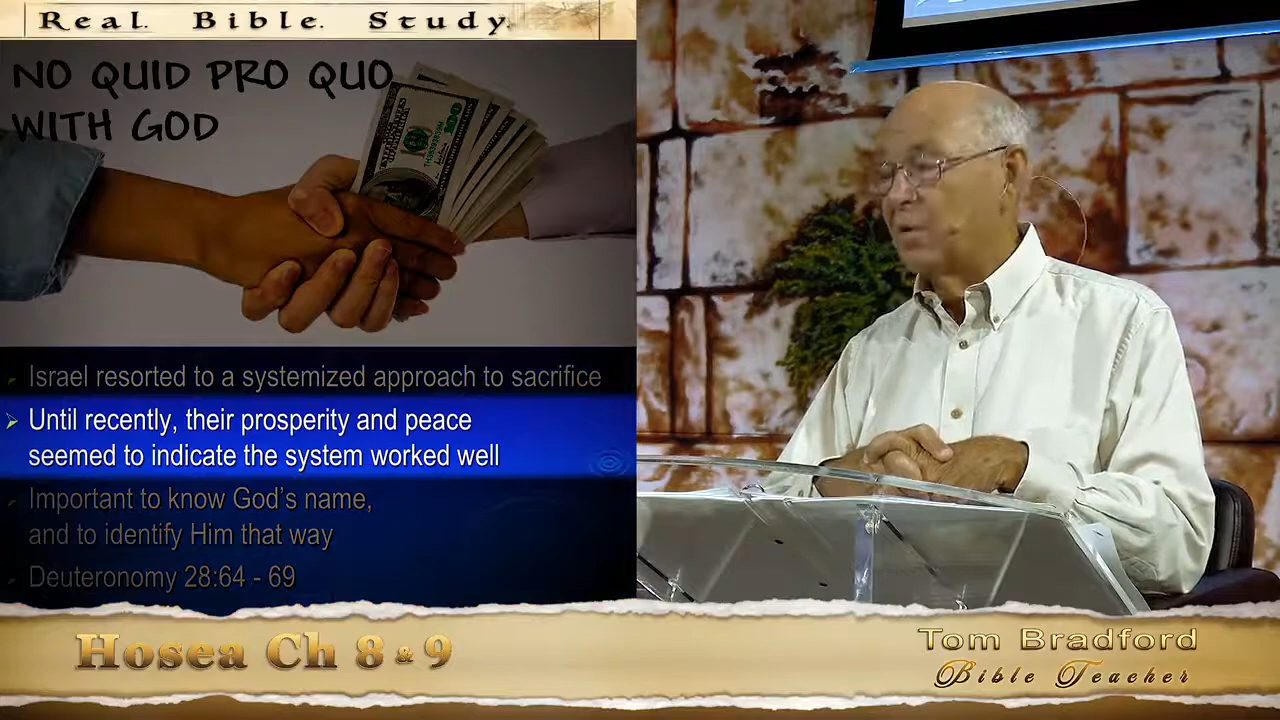 Real. Bible. Study.
NO QUID PRO QUO
WITH GOD
Israel resorted to a systemized approach to sacrifice
Until recently, their prosperity and peace
seemed to indicate the system worked well
Important to know God's name,
and to identify Him that way
Deuteronomy 28:64 - 69
Hosea Ch 8 & 9
Tom Bradford
Bible Teacher